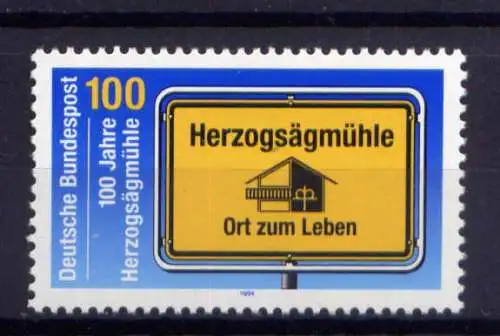 Deutsche Bundespost
100
100 Jahre
Herzogsägmühle
Herzogsägmühle
Ort zum Leben
1994